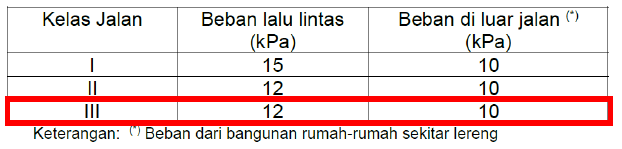 Kelas Jalan Beban lalu lintas (kPa) Beban di luar jalan (*) (kPa)
I 15 10
II 12 10
III 12 10
Keterangan: (*) Beban dari bangunan rumah-rumah sekitar lereng